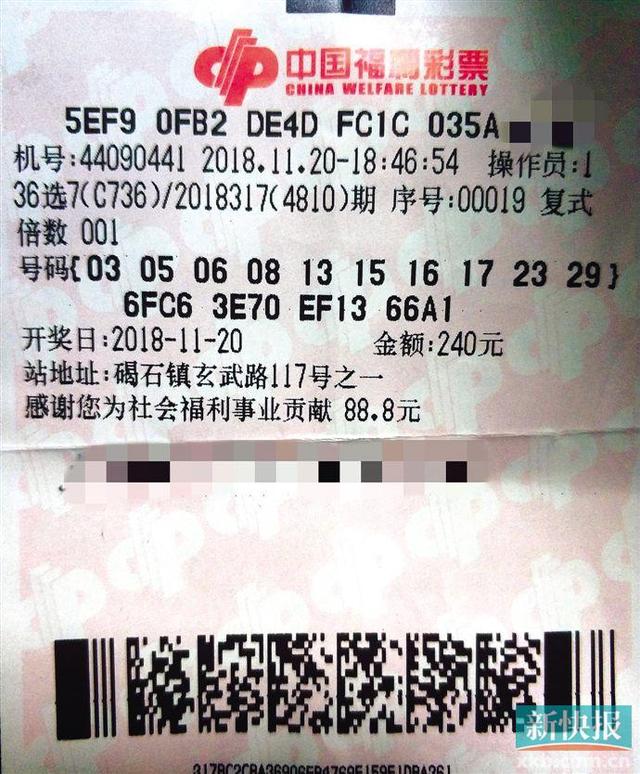 中国福利彩票
CHINA WELFARE LOTTERY
5EF9 0FB2 DE4D FC1C 035A
机号:44090441 2018.11.20-18:46:54 操作员:1
36选7(C736)/2018317(4810)期 序号:00019 复式
倍数 001
号码{03 05 06 08 13 15 16 17 23 29}
6FC6 3E70 EF13 66A1
开奖日:2018-11-20 金额:240元
站地址:碣石镇玄武路117号之一
感谢您为社会福利事业贡献 88.8元
新快报
xkb.com.cn